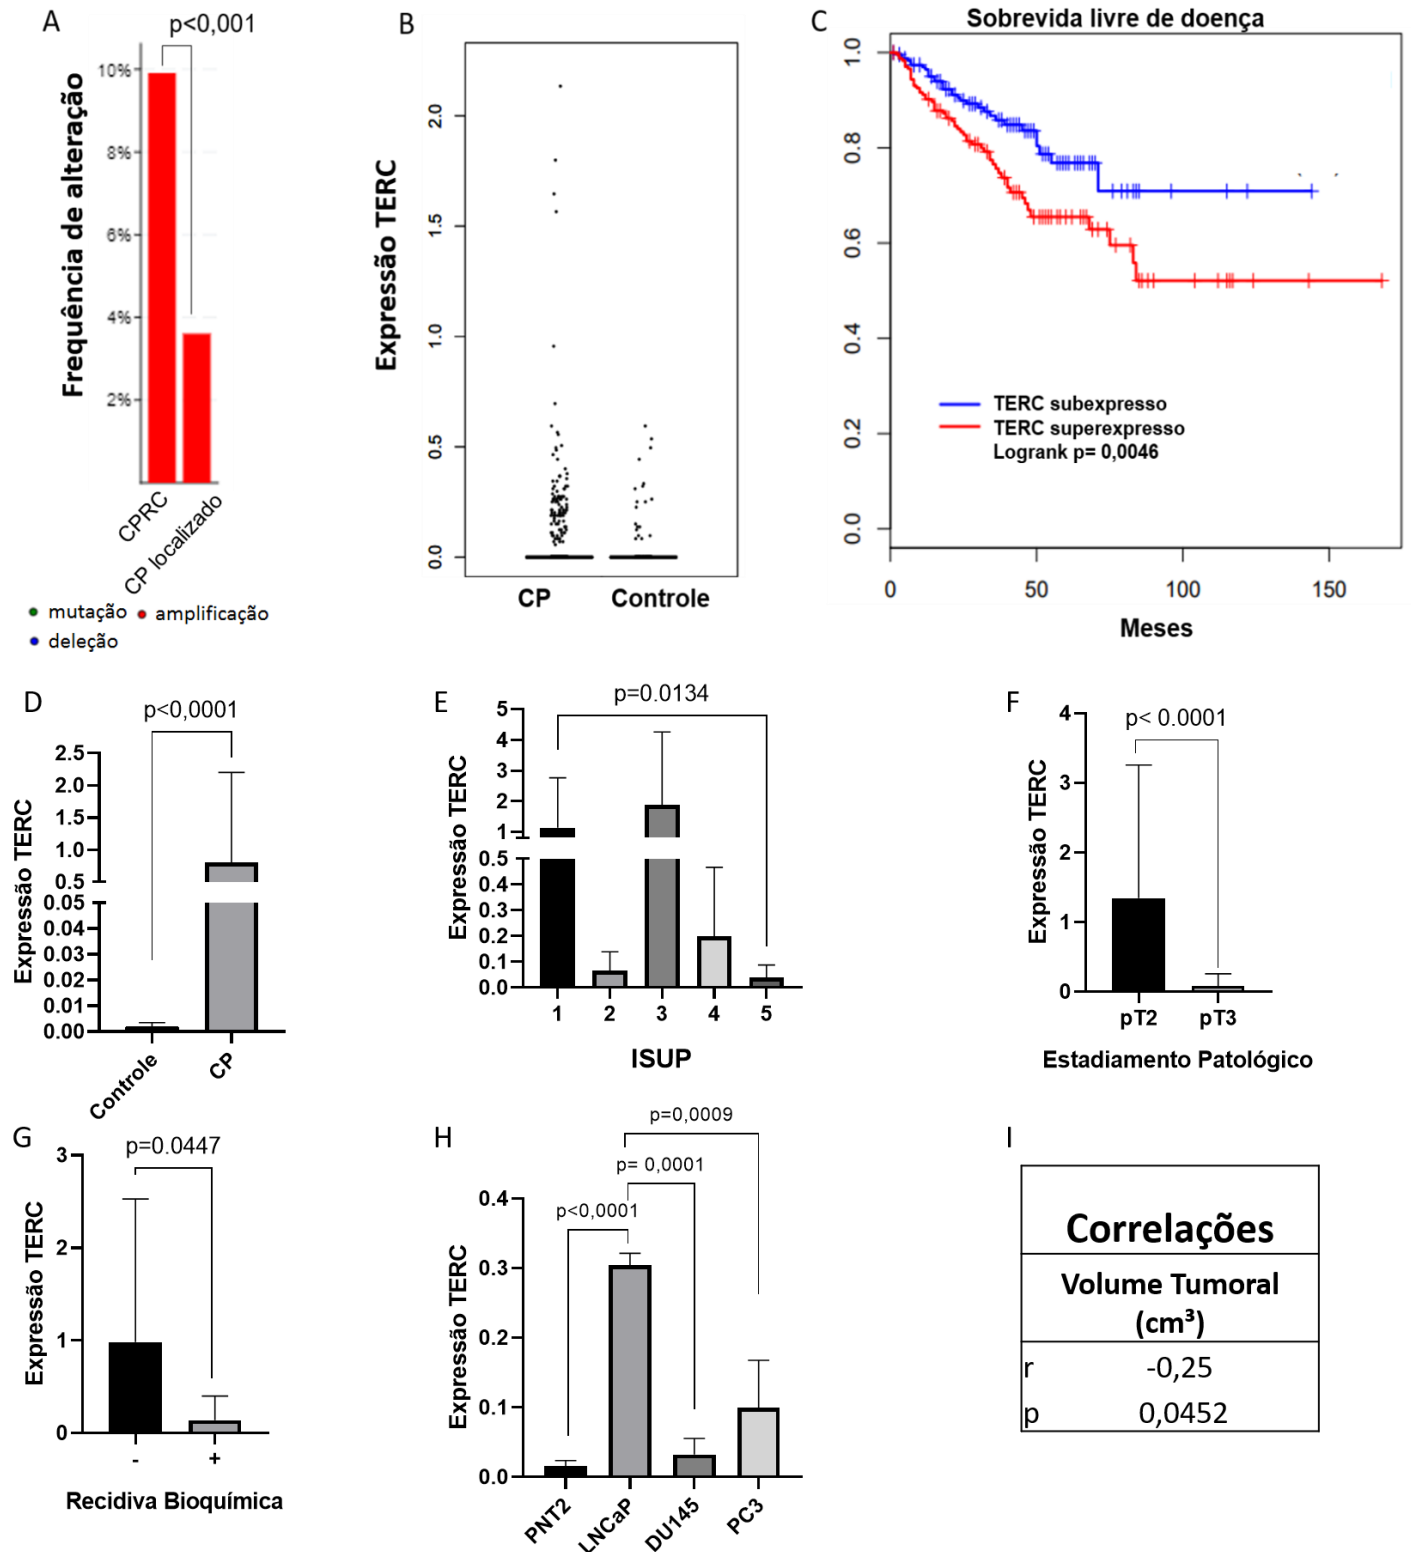 A
p<0,001
Frequência de alteração
10%
8%
6%
4%
2%
CPRC
CP localizado
mutação
amplificação
deleção
B
Expressão TERC
2.0
1.5
1.0
0.5
0.0
CP
Controle
C
Sobrevida livre de doença
1.0
0.8
0.6
0.4
0.2
0.0
TERC subexpresso
TERC superexpresso
Logrank p= 0,0046
0
50
100
150
Meses
D
p<0,0001
Expressão TERC
2.5
2.0
1.5
1.0
0.5
0.05
0.04
0.03
0.02
0.01
0.00
Controle
CP
E
p=0.0134
Expressão TERC
5
4
3
2
1
0.5
0.4
0.3
0.2
0.1
0.0
1
2
3
4
5
ISUP
F
p< 0.0001
Expressão TERC
4
3
2
1
0
pT2
pT3
Estadiamento Patológico
G
p=0.0447
Expressão TERC
3
2
1
0
-
+
Recidiva Bioquímica
H
p=0,0009
p= 0,0001
p<0,0001
Expressão TERC
0.4
0.3
0.2
0.1
0.0
PNT2
LNCaP
DU145
PC3
I
Correlações
Volume Tumoral
(cm³)
r -0,25
p 0,0452